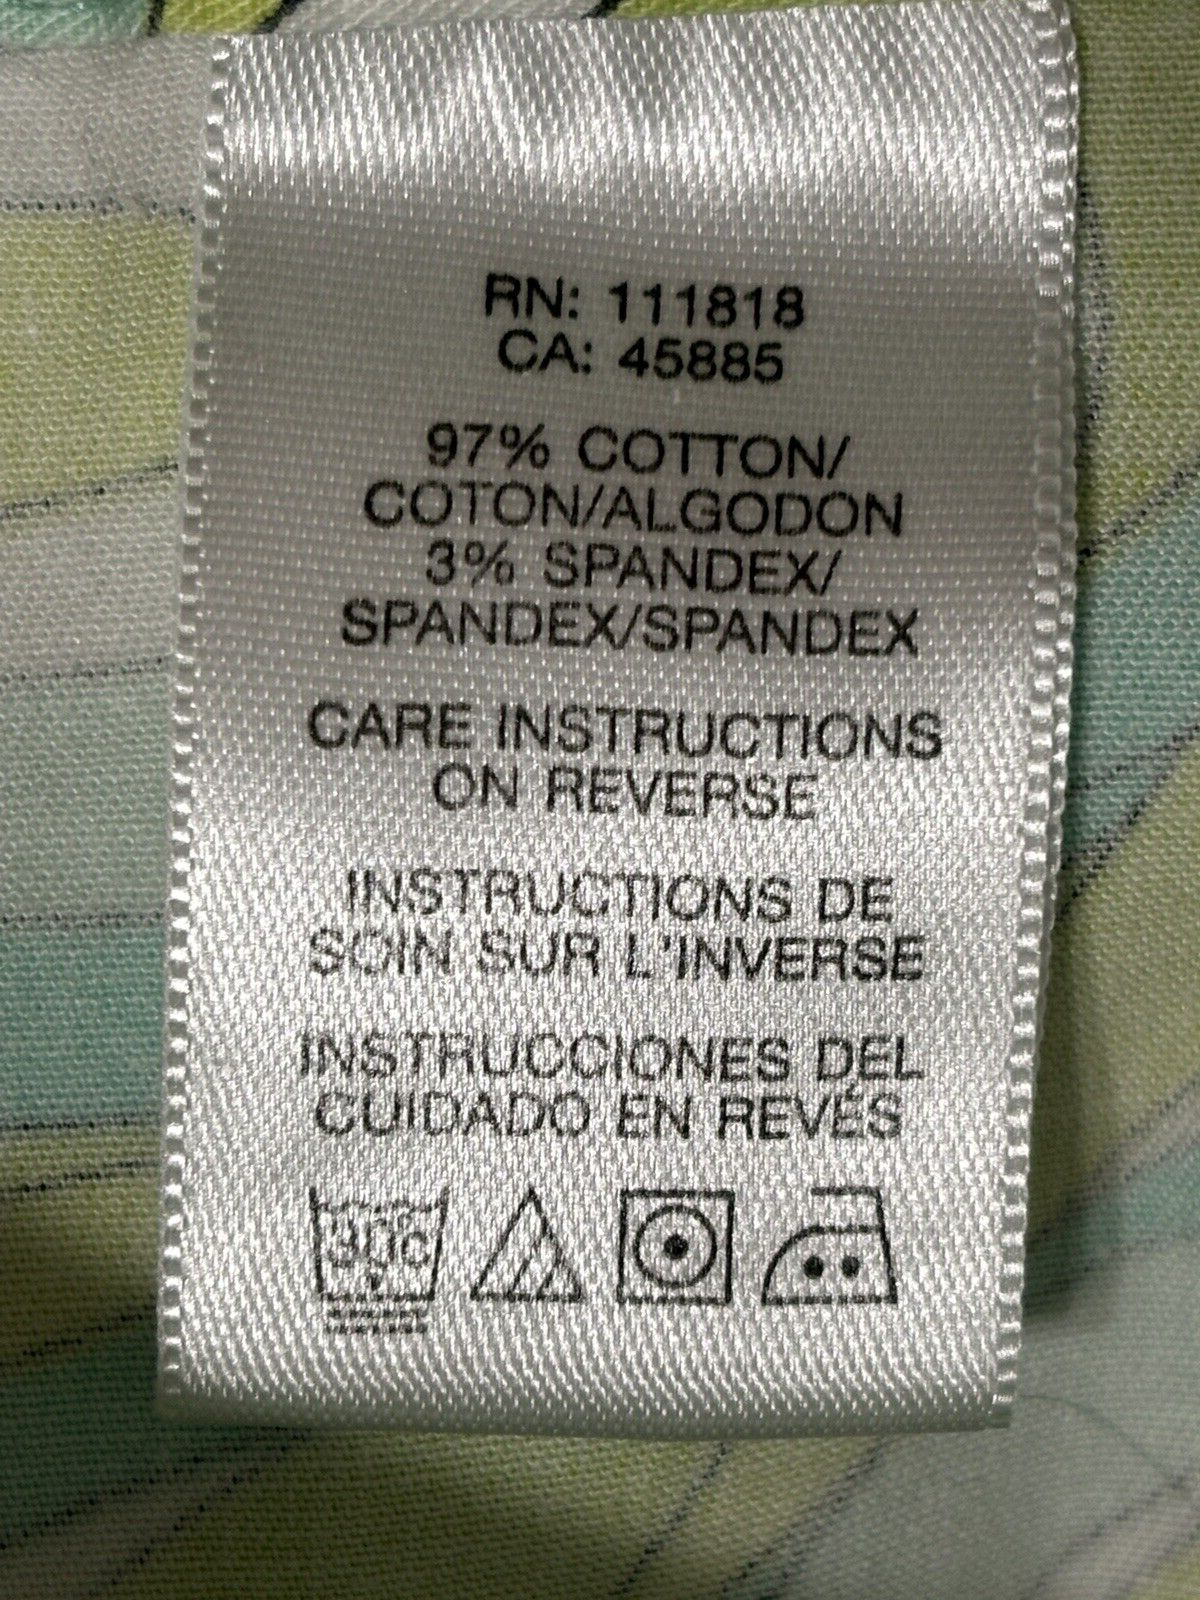 RN: 111818
CA: 45885
97% COTTON/
COTON/ALGODON
3% SPANDEX/
SPANDEX/SPANDEX
CARE INSTRUCTIONS
ON REVERSE
INSTRUCTIONS DE
SOIN SUR L'INVERSE
INSTRUCCIONES DEL
CUIDADO EN REVÉS
30°C